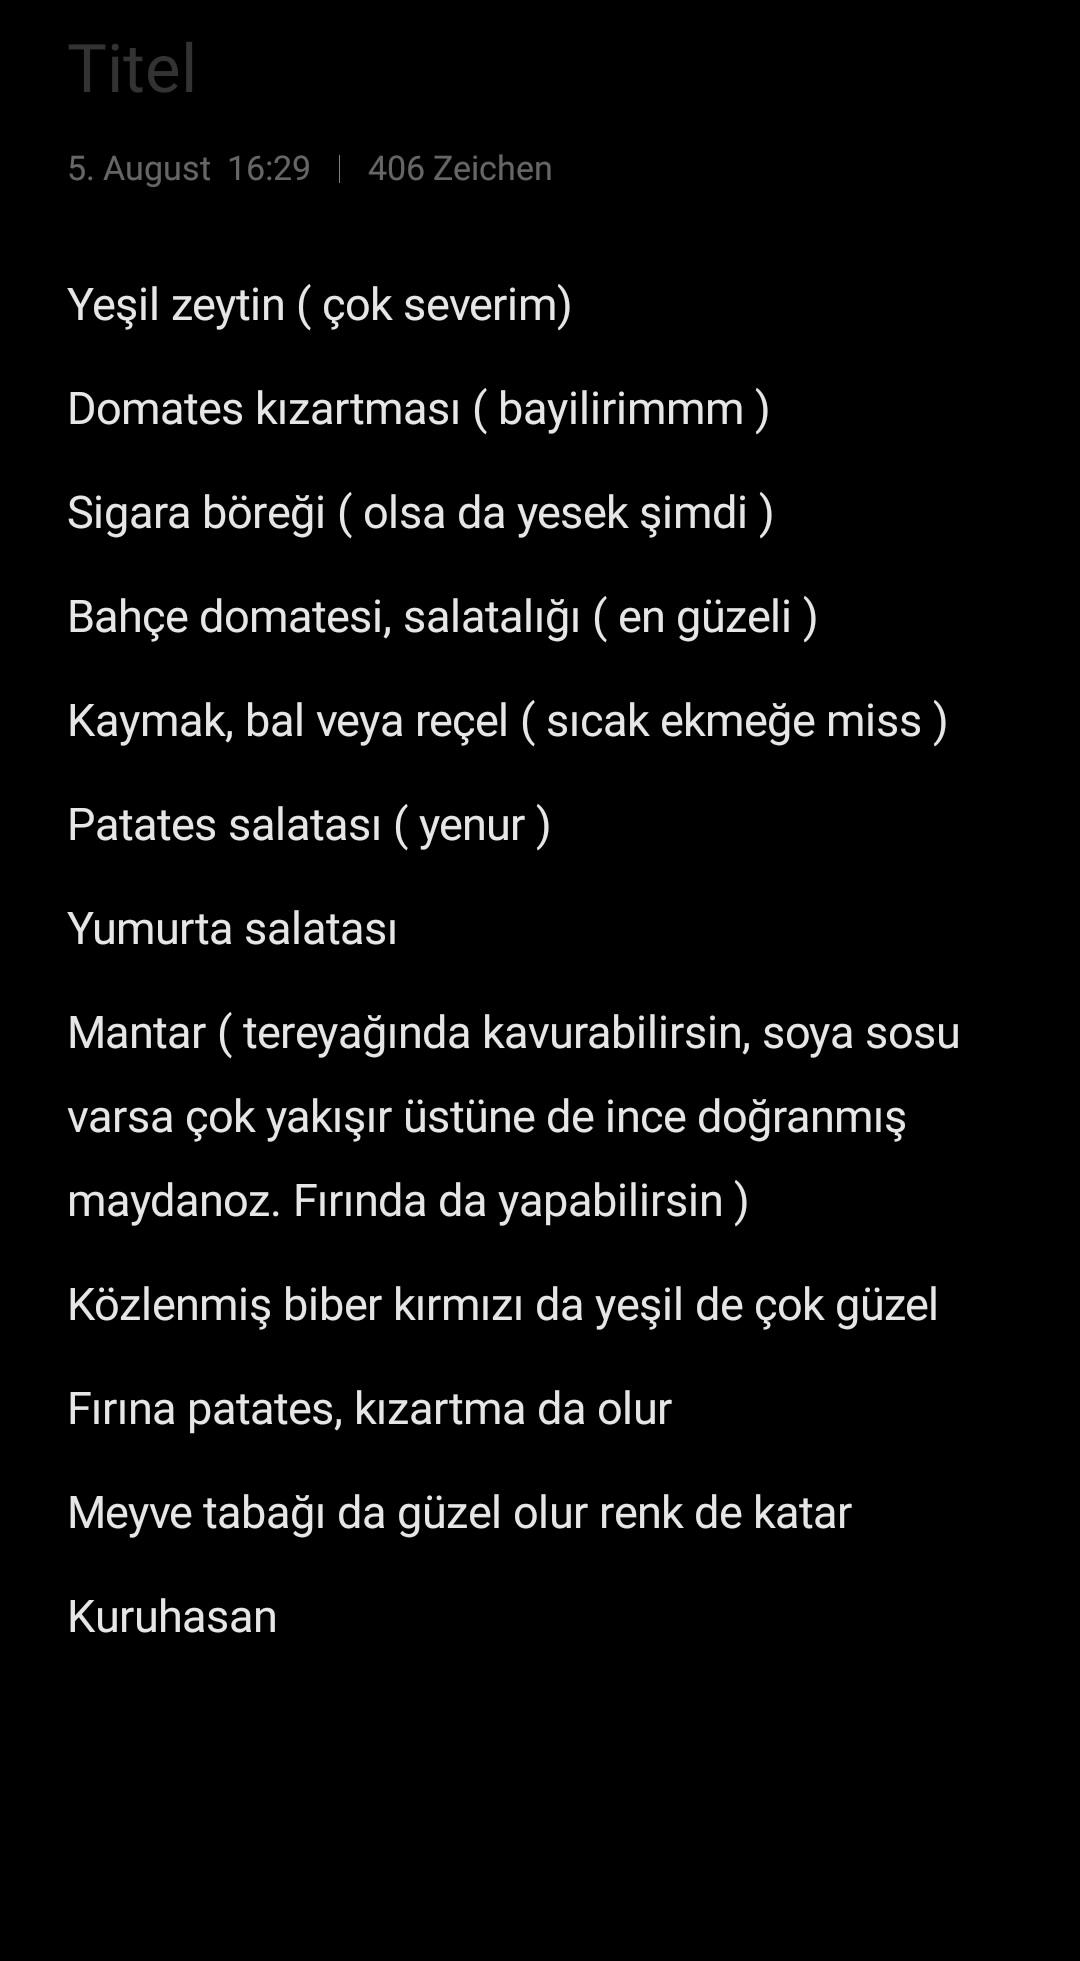 Titel
5. August 16:29 | 406 Zeichen
Yeşil zeytin ( çok severim)
Domates kızartması ( bayilirimmm )
Sigara böreği ( olsa da yesek şimdi )
Bahçe domatesi, salatalığı ( en güzeli )
Kaymak, bal veya reçel ( sıcak ekmeğe miss )
Patates salatası ( yenur )
Yumurta salatası
Mantar ( tereyağında kavurabilirsin, soya sosu
varsa çok yakışır üstüne de ince doğranmış
maydanoz. Fırında da yapabilirsin )
Közlenmiş biber kırmızı da yeşil de çok güzel
Fırına patates, kızartma da olur
Meyve tabağı da güzel olur renk de katar
Kuruhasan